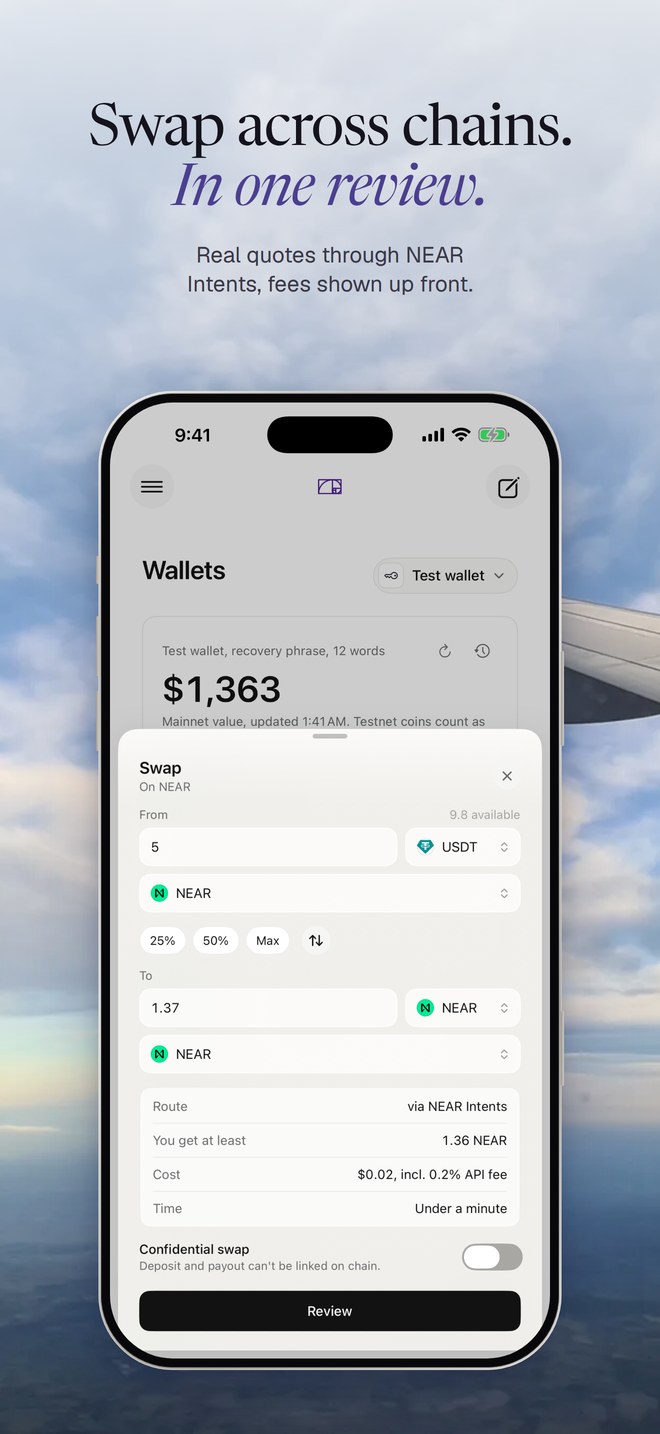 Swap across chains.
In one review.
Real quotes through NEAR
Intents, fees shown up front.
9:41
Wallets
Test wallet
Test wallet, recovery phrase, 12 words
$1,363
Mainnet value, updated 1:41 AM. Testnet coins count as
Swap
On NEAR
From
9.8 available
5
USDT
NEAR
25%
50%
Max
To
1.37
NEAR
NEAR
Route
via NEAR Intents
You get at least
1.36 NEAR
Cost
$0.02, incl. 0.2% API fee
Time
Under a minute
Confidential swap
Deposit and payout can't be linked on chain.
Review